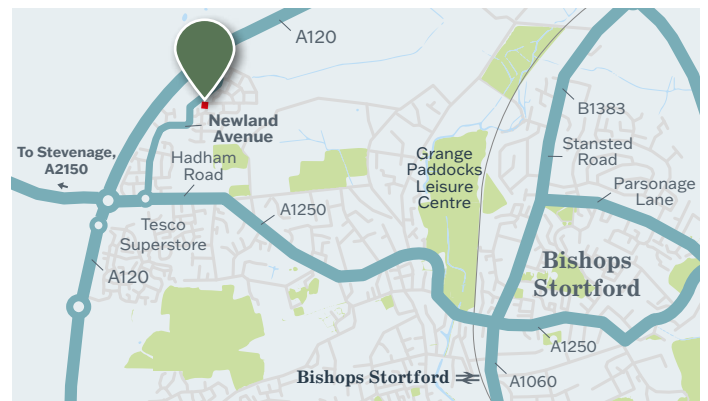 A120
B1383
Newland
Avenue
To Stevenage,
A2150
Hadham
Road
Stansted
Road
Grange
Paddocks
Leisure
Centre
Parsonage
Lane
A1250
Tesco
Superstore
Bishops
Stortford
A120
A1250
Bishops Stortford
A1060